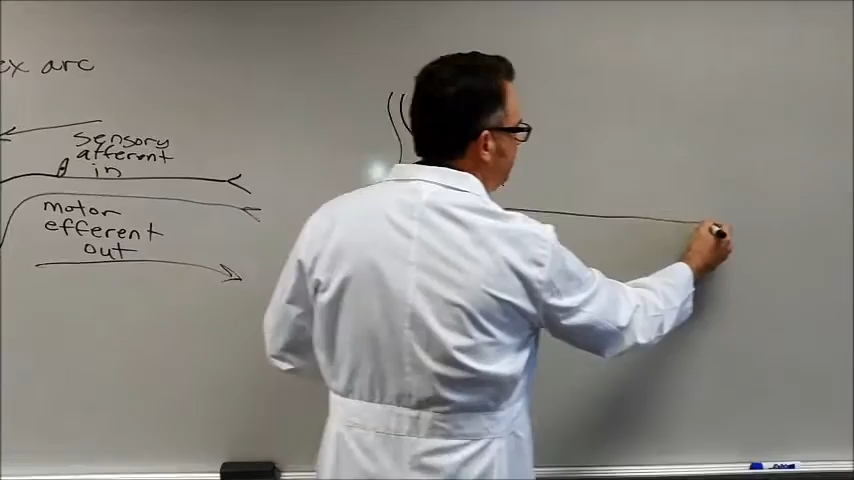 ex arc
sensory
afferent
in
motor
efferent
out